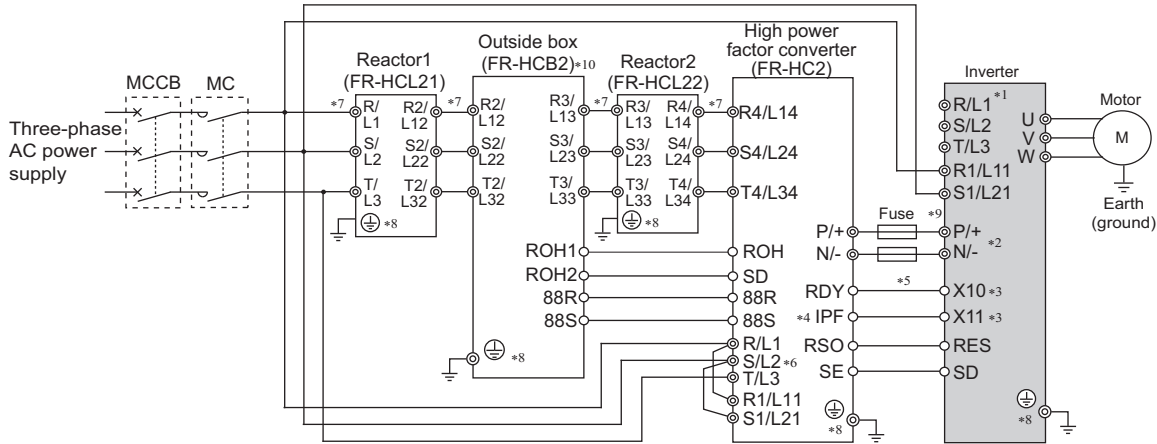 MCCB
MC
Three-phase
AC power
supply
Reactor1
(FR-HCL21)
*7
R/
L1
R2/
L12
S/
L2
S2/
L22
T/
L3
T2/
L32
*8
Outside box
(FR-HCB2)*10
*7
R2/
L12
R3/
L13
S2/
L22
S3/
L23
T2/
L32
T3/
L33
ROH1
ROH2
88R
88S
*8
Reactor2
(FR-HCL22)
*7
R3/
L13
R4/
L14
S3/
L23
S4/
L24
T3/
L33
T4/
L34
*8
High power
factor converter
(FR-HC2)
*7
R4/L14
S4/L24
T4/L34
P/+
N/-
ROH
SD
RDY
88R
*4 IPF
88S
R/L1
RSO
S/L2*6
SE
T/L3
R1/L11
S1/L21
*8
Fuse
*9
*5
Inverter
R/L1*1
S/L2
T/L3
R1/L11
S1/L21
P/+
*2
N/-
X10*3
X11*3
RES
SD
*8
U
V
W
Motor
M
Earth
(ground)